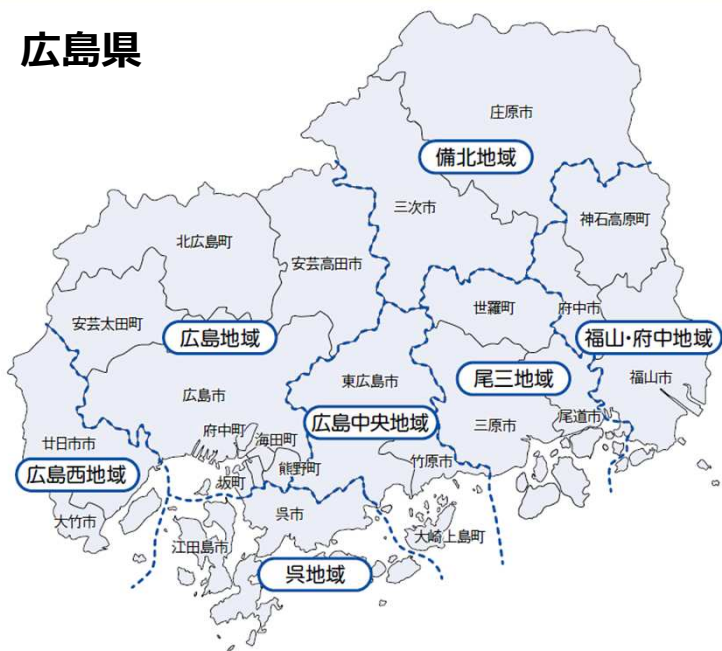 広島県
庄原市
備北地域
三次市
神石高原町
北広島町
安芸高田市
世羅町
府中市
安芸太田町
広島地域
福山・府中地域
東広島市
尾三地域
福山市
広島市
府中町
海田町
広島中央地域
三原市
尾道市
廿日市市
広島西地域
坂町
熊野町
竹原市
大竹市
呉市
江田島市
大崎上島町
呉地域